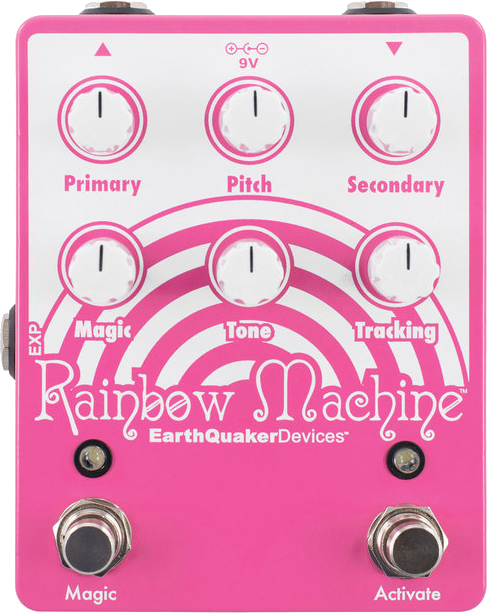 9V
Primary Pitch Secondary
Magic Tone Tracking
EXP
Rainbow Machine™
EarthQuakerDevices™
Magic Activate